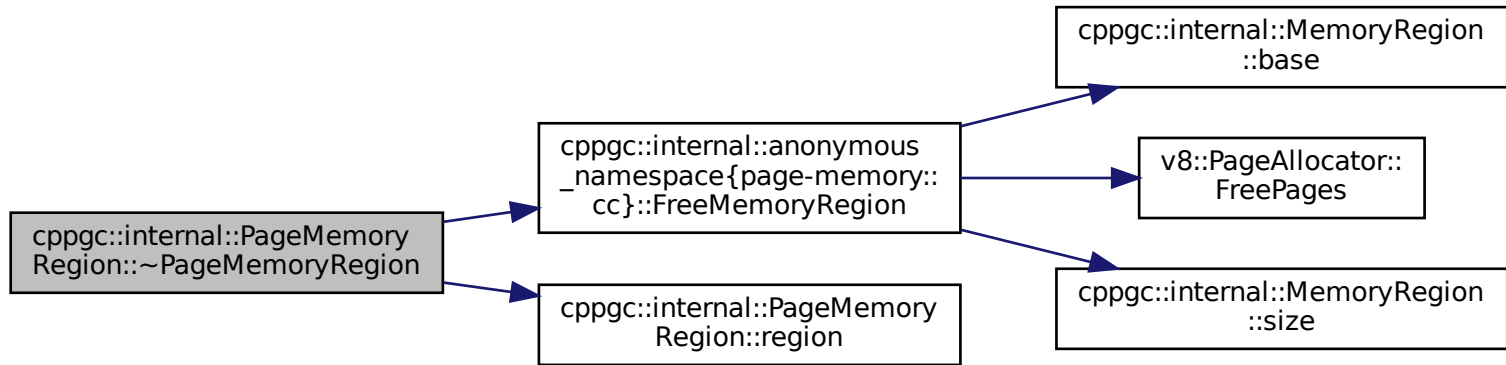 cppgc::internal::PageMemory
Region::~PageMemoryRegion
cppgc::internal::anonymous
_namespace{page-memory::
cc}::FreeMemoryRegion
cppgc::internal::PageMemory
Region::region
cppgc::internal::MemoryRegion
::base
v8::PageAllocator::
FreePages
cppgc::internal::MemoryRegion
::size